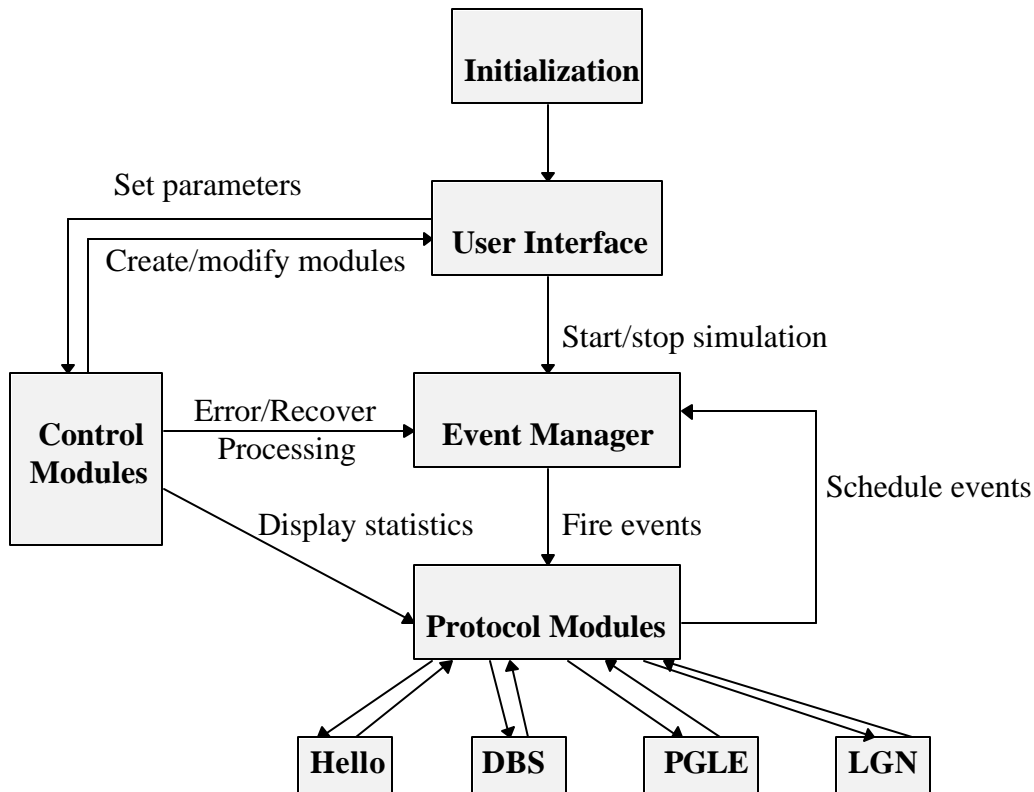 Initialization
Set parameters
User Interface
Create/modify modules
Start/stop simulation
Error/Recover
Processing
Control
Modules
Event Manager
Schedule events
Display statistics
Fire events
Protocol Modules
Hello
DBS
PGLE
LGN